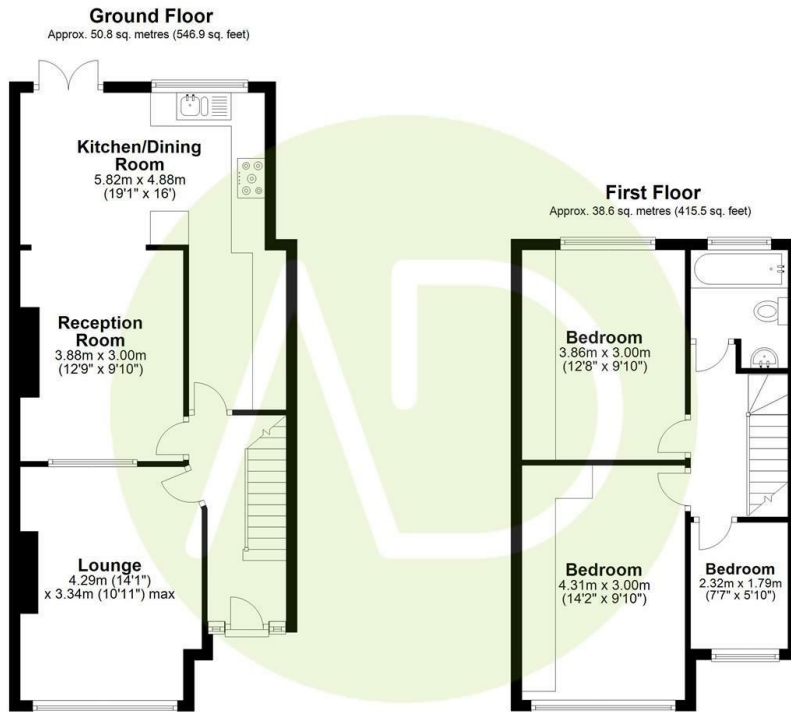 Ground Floor
Approx. 50.8 sq. metres (546.9 sq. feet)
Kitchen/Dining
Room
5.82m x 4.88m
(19'1" x 16')
Reception
Room
3.88m x 3.00m
(12'9" x 9'10")
Lounge
4.29m (14'1")
x 3.34m (10'11") max
First Floor
Approx. 38.6 sq. metres (415.5 sq. feet)
Bedroom
3.86m x 3.00m
(12'8" x 9'10")
Bedroom
4.31m x 3.00m
(14'2" x 9'10")
Bedroom
2.32m x 1.79m
(7'7" x 5'10")
AD